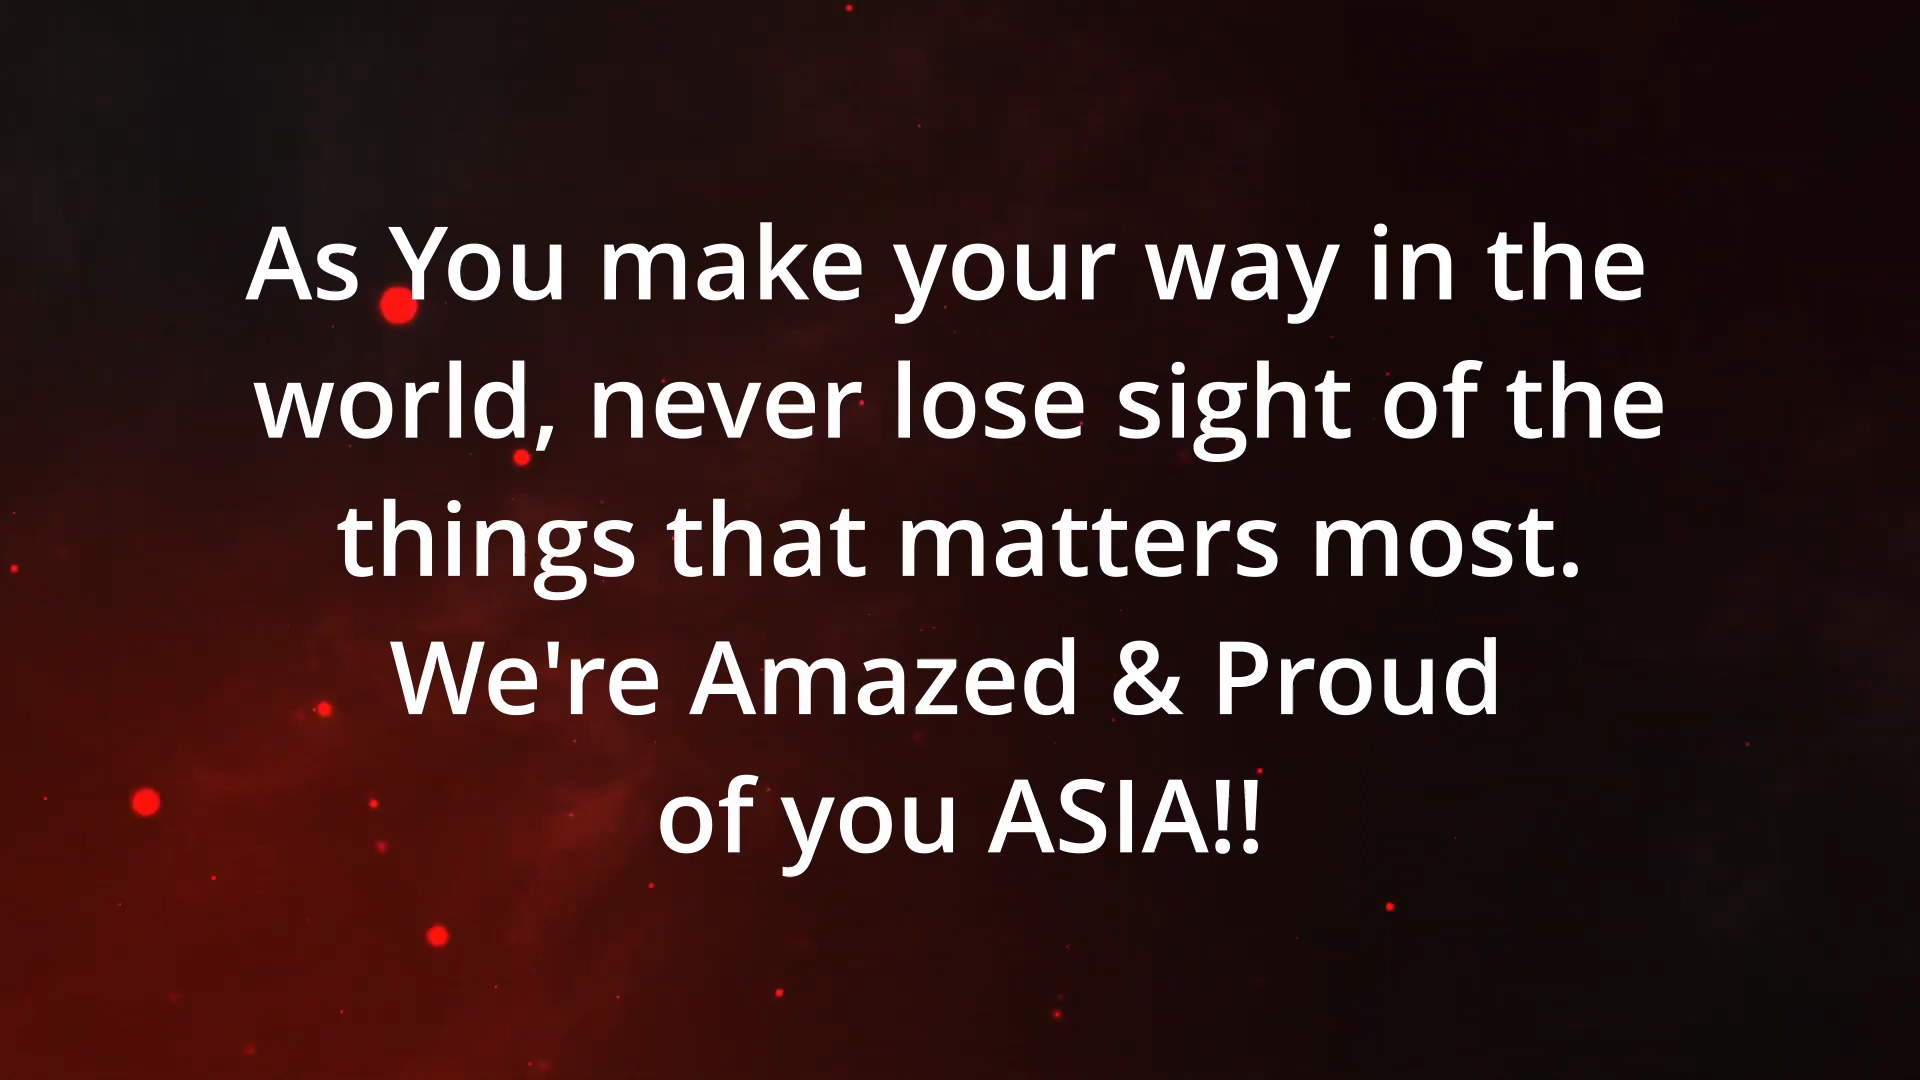 As You make your way in the
world, never lose sight of the
things that matters most.
We're Amazed & Proud
of you ASIA!!